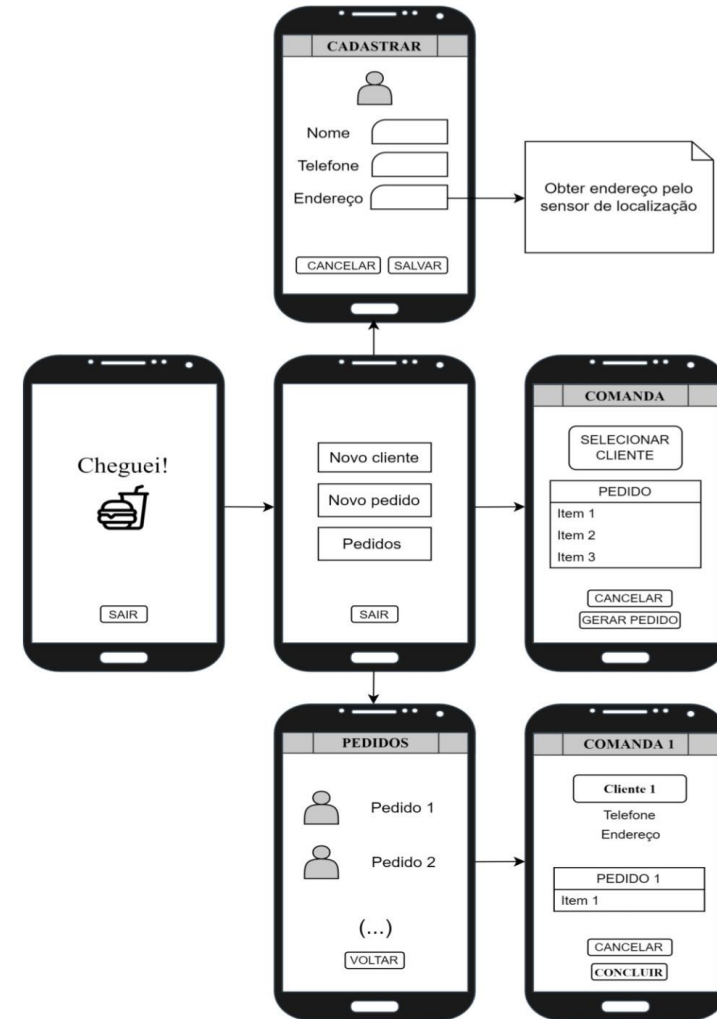 CADASTRAR
Nome
Telefone
Endereço
CANCELAR SALVAR
Obter endereço pelo
sensor de localização
Cheguei!
SAIR
Novo cliente
Novo pedido
Pedidos
SAIR
COMANDA
SELECIONAR
CLIENTE
PEDIDO
Item 1
Item 2
Item 3
CANCELAR
GERAR PEDIDO
PEDIDOS
Pedido 1
Pedido 2
(...)
VOLTAR
COMANDA 1
Cliente 1
Telefone
Endereço
PEDIDO 1
Item 1
CANCELAR
CONCLUIR